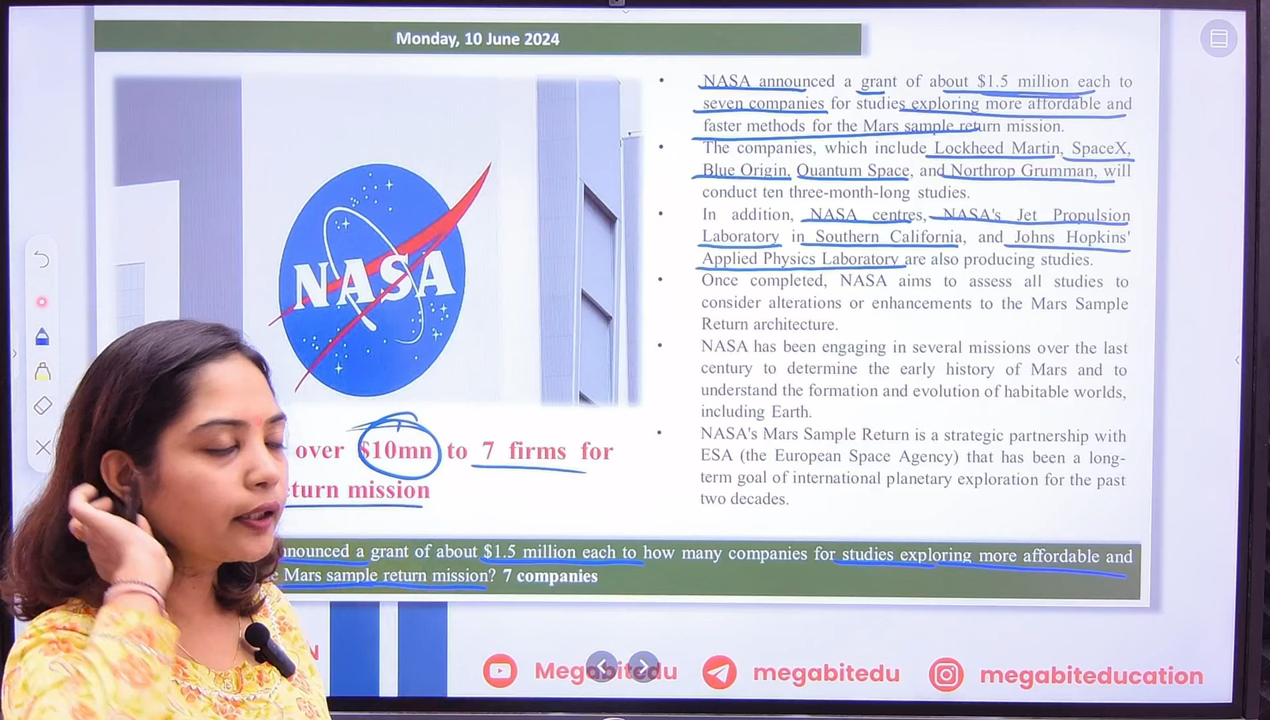 Monday, 10 June 2024
NASA
over $10mn to 7 firms for
turn mission
• NASA announced a grant of about $1.5 million each to
seven companies for studies exploring more affordable and
faster methods for the Mars sample return mission.
• The companies, which include Lockheed Martin, SpaceX,
Blue Origin, Quantum Space, and Northrop Grumman, will
conduct ten three-month-long studies.
• In addition, NASA centres, NASA's Jet Propulsion
Laboratory in Southern California, and Johns Hopkins'
Applied Physics Laboratory are also producing studies.
• Once completed, NASA aims to assess all studies to
consider alterations or enhancements to the Mars Sample
Return architecture.
• NASA has been engaging in several missions over the last
century to determine the early history of Mars and to
understand the formation and evolution of habitable worlds,
including Earth.
• NASA's Mars Sample Return is a strategic partnership with
ESA (the European Space Agency) that has been a long-
term goal of international planetary exploration for the past
two decades.
nnounced a grant of about $1.5 million each to how many companies for studies exploring more affordable and
e Mars sample return mission? 7 companies
N
Megabitedu megabitedu megabiteducation